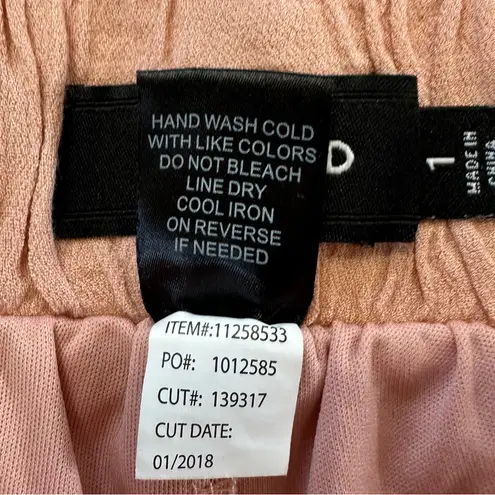 HAND WASH COLD
WITH LIKE COLORS
DO NOT BLEACH
LINE DRY
COOL IRON
ON REVERSE
IF NEEDED
D
1
MADE IN
CHINA
ITEM#:11258533
PO#: 1012585
CUT#: 139317
CUT DATE:
01/2018